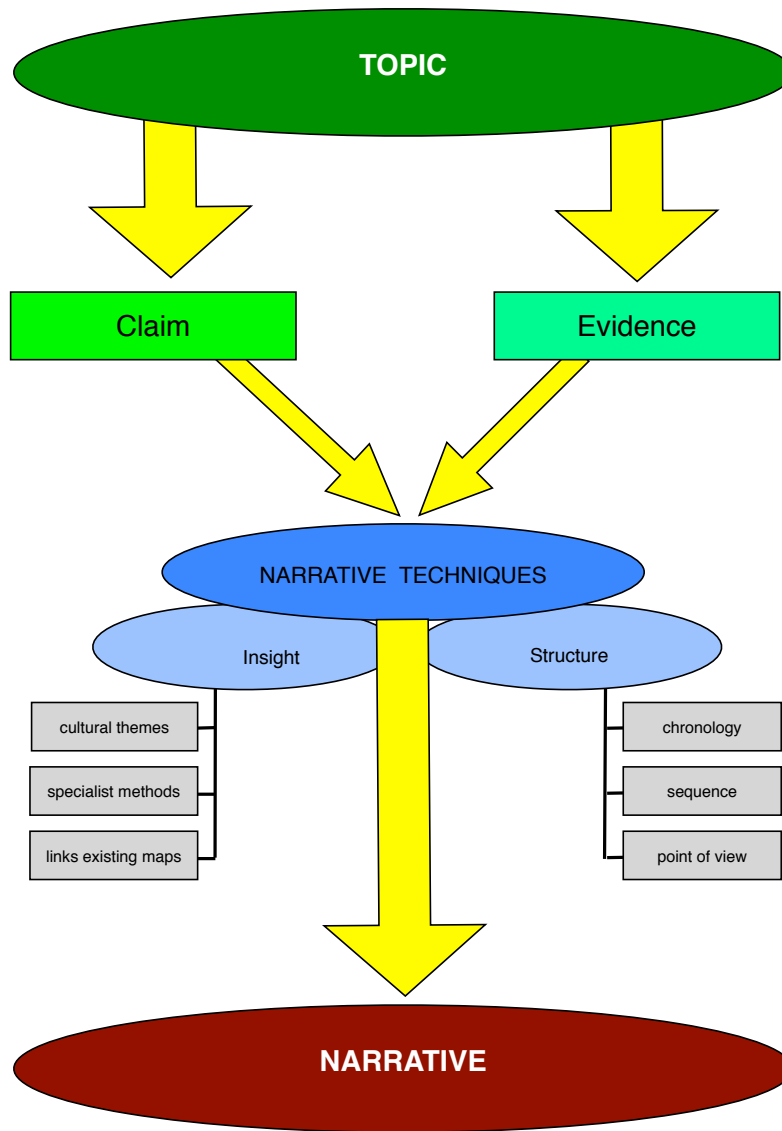 TOPIC
Claim
Evidence
NARRATIVE TECHNIQUES
Insight
Structure
cultural themes
specialist methods
links existing maps
chronology
sequence
point of view
NARRATIVE